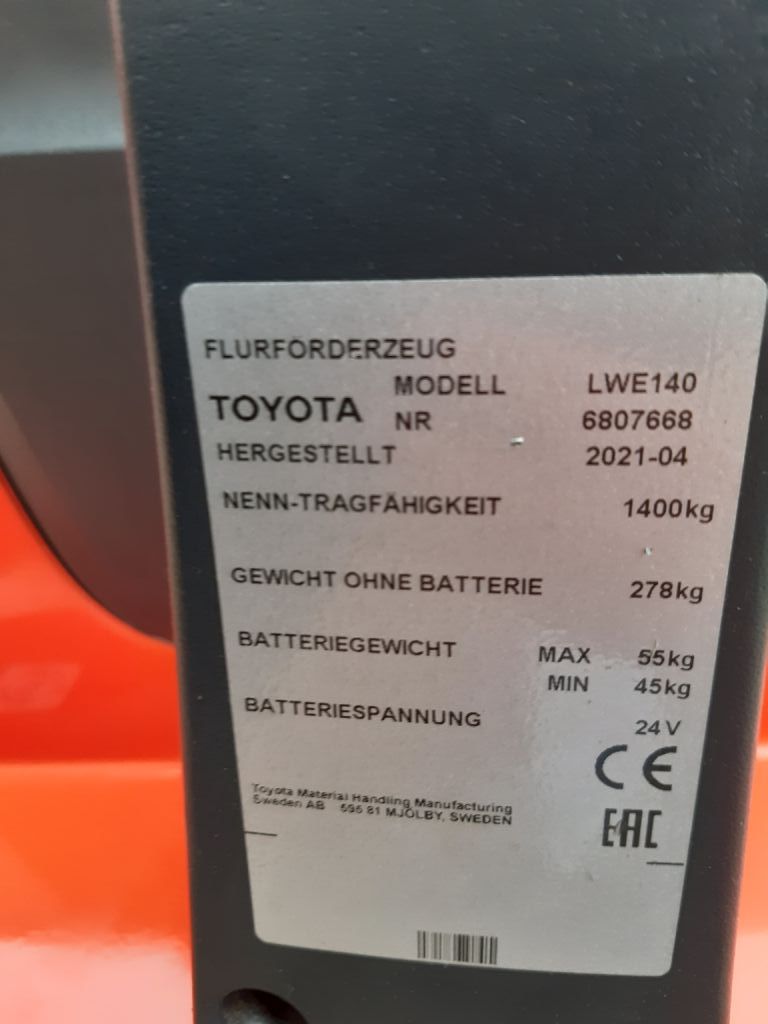 FLURFÖRDERZEUG
MODELL LWE140
TOYOTA NR 6807668
HERGESTELLT 2021-04
NENN-TRAGFÄHIGKEIT 1400kg
GEWICHT OHNE BATTERIE 278kg
BATTERIEGEWICHT MAX 55kg
MIN 45kg
BATTERIESPANNUNG 24V
CE
Toyota Material Handling Manufacturing
Sweden AB 595 81 MJÖLBY, SWEDEN
EAC